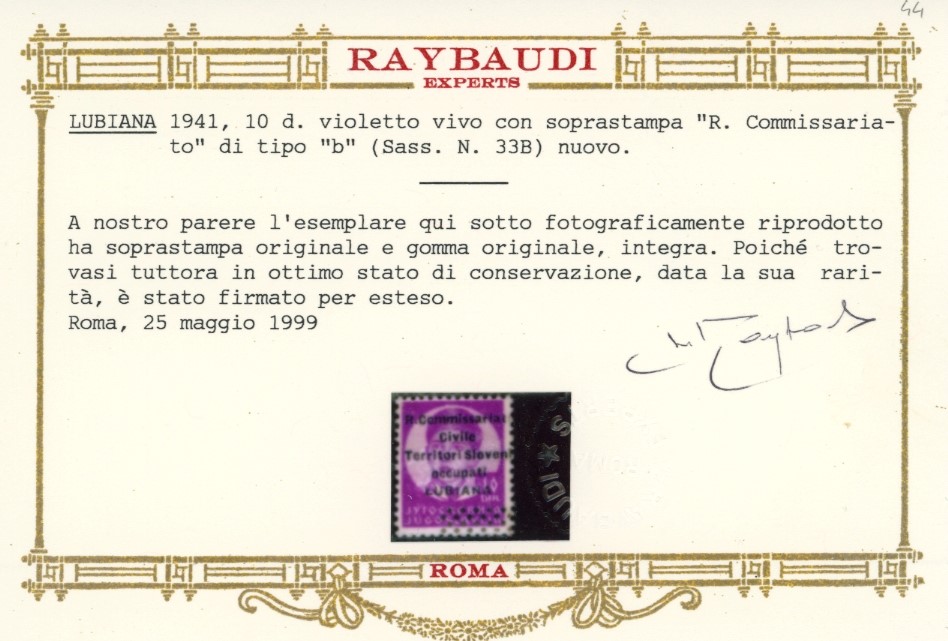 44
RAYBAUDI
EXPERTS
LUBIANA 1941, 10 d. violetto vivo con soprastampa "R. Commissaria-
to" di tipo "b" (Sass. N. 33B) nuovo.
A nostro parere l'esemplare qui sotto fotograficamente riprodotto
ha soprastampa originale e gomma originale, integra. Poiché tro-
vasi tuttora in ottimo stato di conservazione, data la sua rari-
tà, è stato firmato per esteso.
Roma, 25 maggio 1999
R.Commissariat
Civile
Territori Sloveni
occupati
LUBIANA
10
ROMA